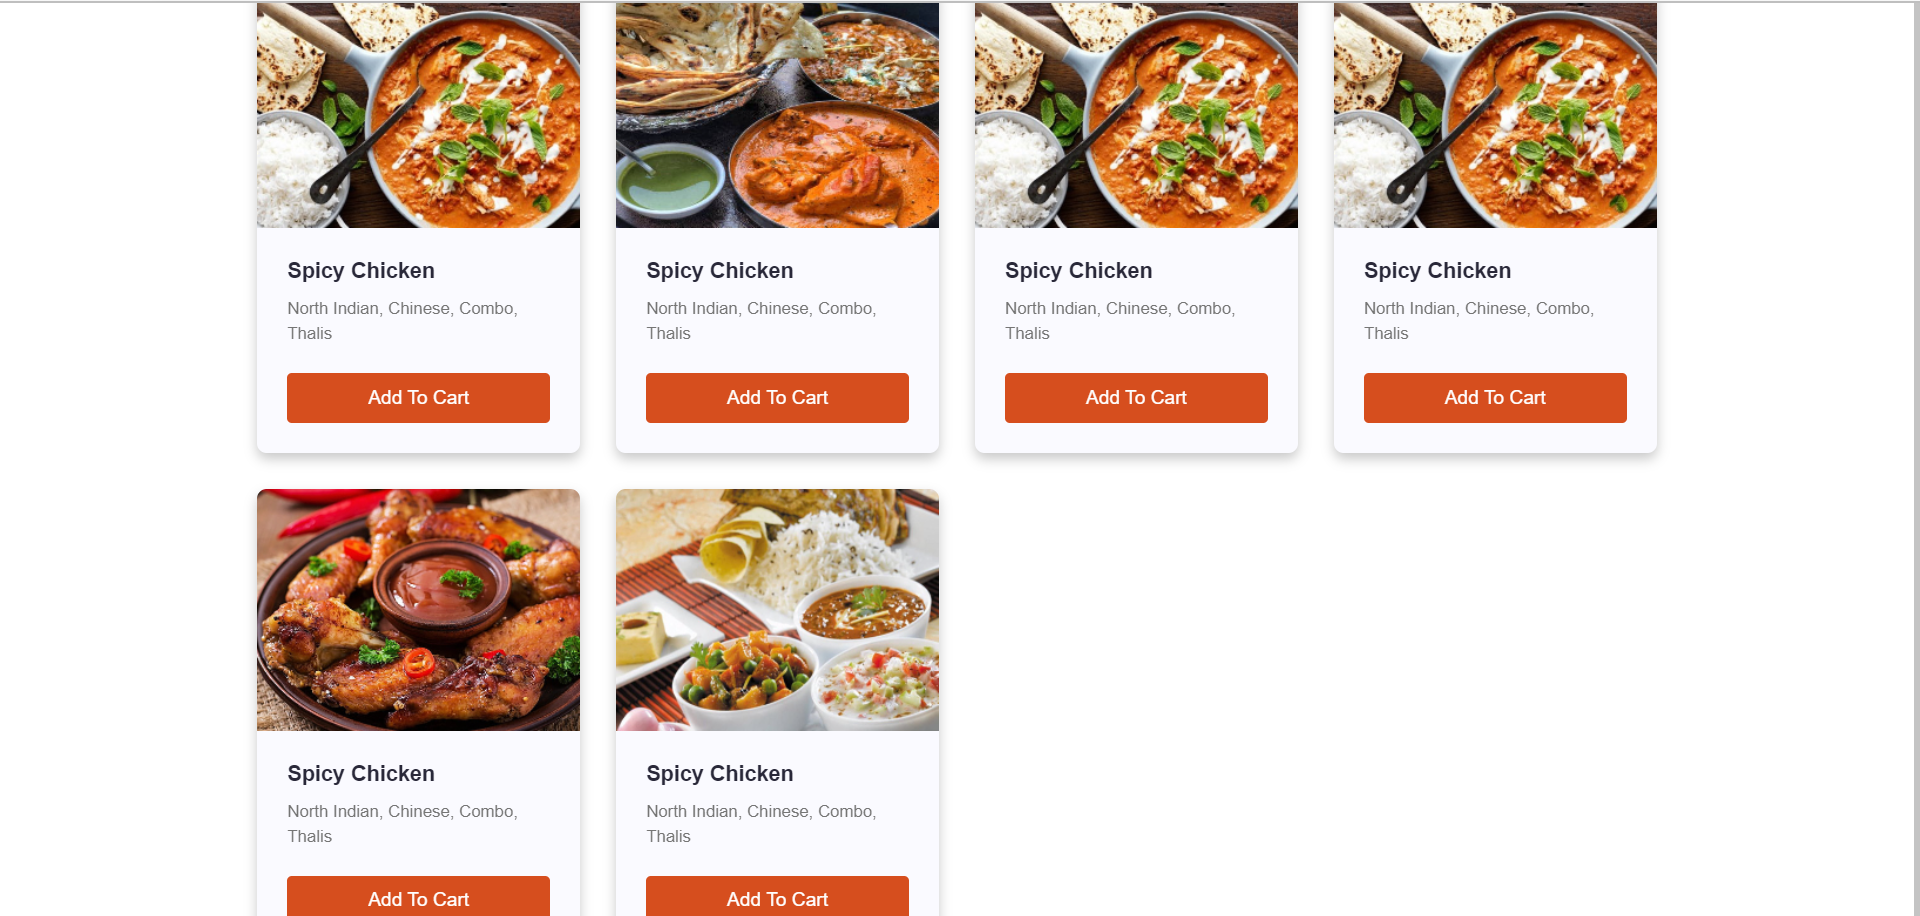 Spicy Chicken
North Indian, Chinese, Combo,
Thalis
Add To Cart
Spicy Chicken
North Indian, Chinese, Combo,
Thalis
Add To Cart
Spicy Chicken
North Indian, Chinese, Combo,
Thalis
Add To Cart
Spicy Chicken
North Indian, Chinese, Combo,
Thalis
Add To Cart
Spicy Chicken
North Indian, Chinese, Combo,
Thalis
Add To Cart
Spicy Chicken
North Indian, Chinese, Combo,
Thalis
Add To Cart